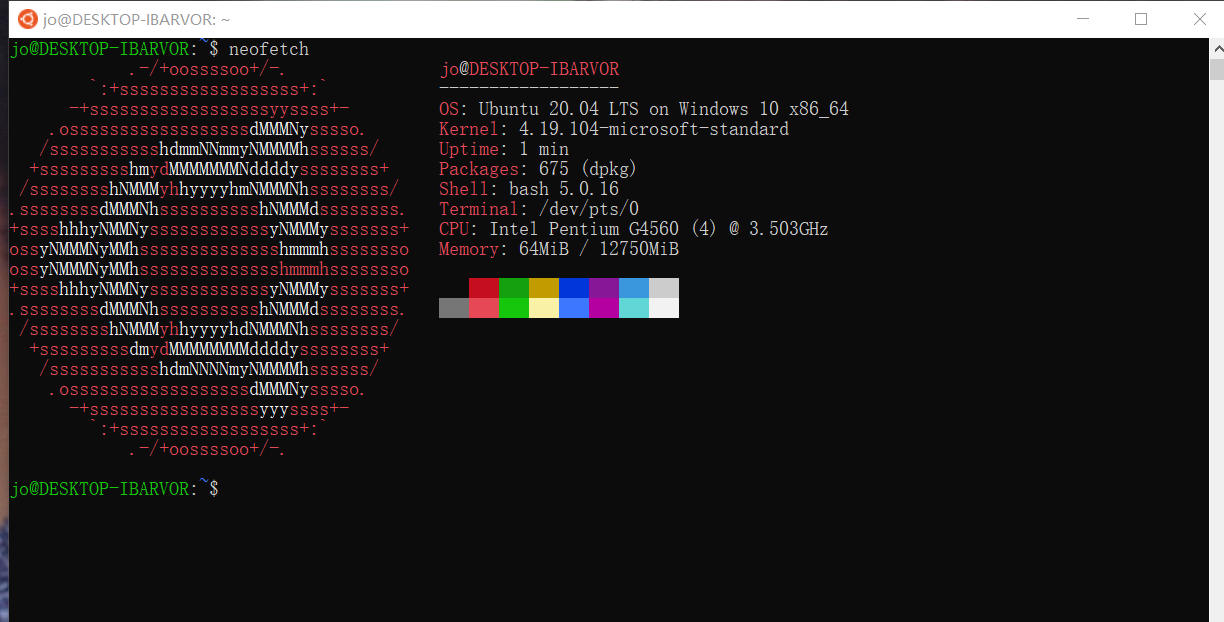 jo@DESKTOP-IBARVOR: ~
jo@DESKTOP-IBARVOR:~$ neofetch
            .-/+oossssoo+/-.               jo@DESKTOP-IBARVOR
        `:+ssssssssssssssssss+:`           ------------------
      -+ssssssssssssssssssyyssss+-         OS: Ubuntu 20.04 LTS on Windows 10 x86_64
    .ossssssssssssssssssdMMMNysssso.       Kernel: 4.19.104-microsoft-standard
   /ssssssssssshdmmNNmmyNMMMMhssssss/      Uptime: 1 min
  +ssssssssshmydMMMMMMMNddddyssssssss+     Packages: 675 (dpkg)
 /sssssssshNMMMyhhyyyyhmNMMMNhssssssss/    Shell: bash 5.0.16
.ssssssssdMMMNhsssssssssshNMMMdssssssss.   Terminal: /dev/pts/0
+sssshhhyNMMNyssssssssssssyNMMMysssssss+   CPU: Intel Pentium G4560 (4) @ 3.503GHz
ossyNMMMNyMMhsssssssssssssshmmmhssssssso   Memory: 64MiB / 12750MiB
ossyNMMMNyMMhsssssssssssssshmmmhssssssso
+sssshhhyNMMNyssssssssssssyNMMMysssssss+
.ssssssssdMMMNhsssssssssshNMMMdssssssss.
 /sssssssshNMMMyhhyyyyhdNMMMNhssssssss/
  +sssssssssdmydMMMMMMMMddddyssssssss+
   /ssssssssssshdmNNNNmyNMMMMhssssss/
    .ossssssssssssssssssdMMMNysssso.
      -+sssssssssssssssssyyyssss+-
        `:+ssssssssssssssssss+:`
            .-/+oossssoo+/-.
jo@DESKTOP-IBARVOR:~$